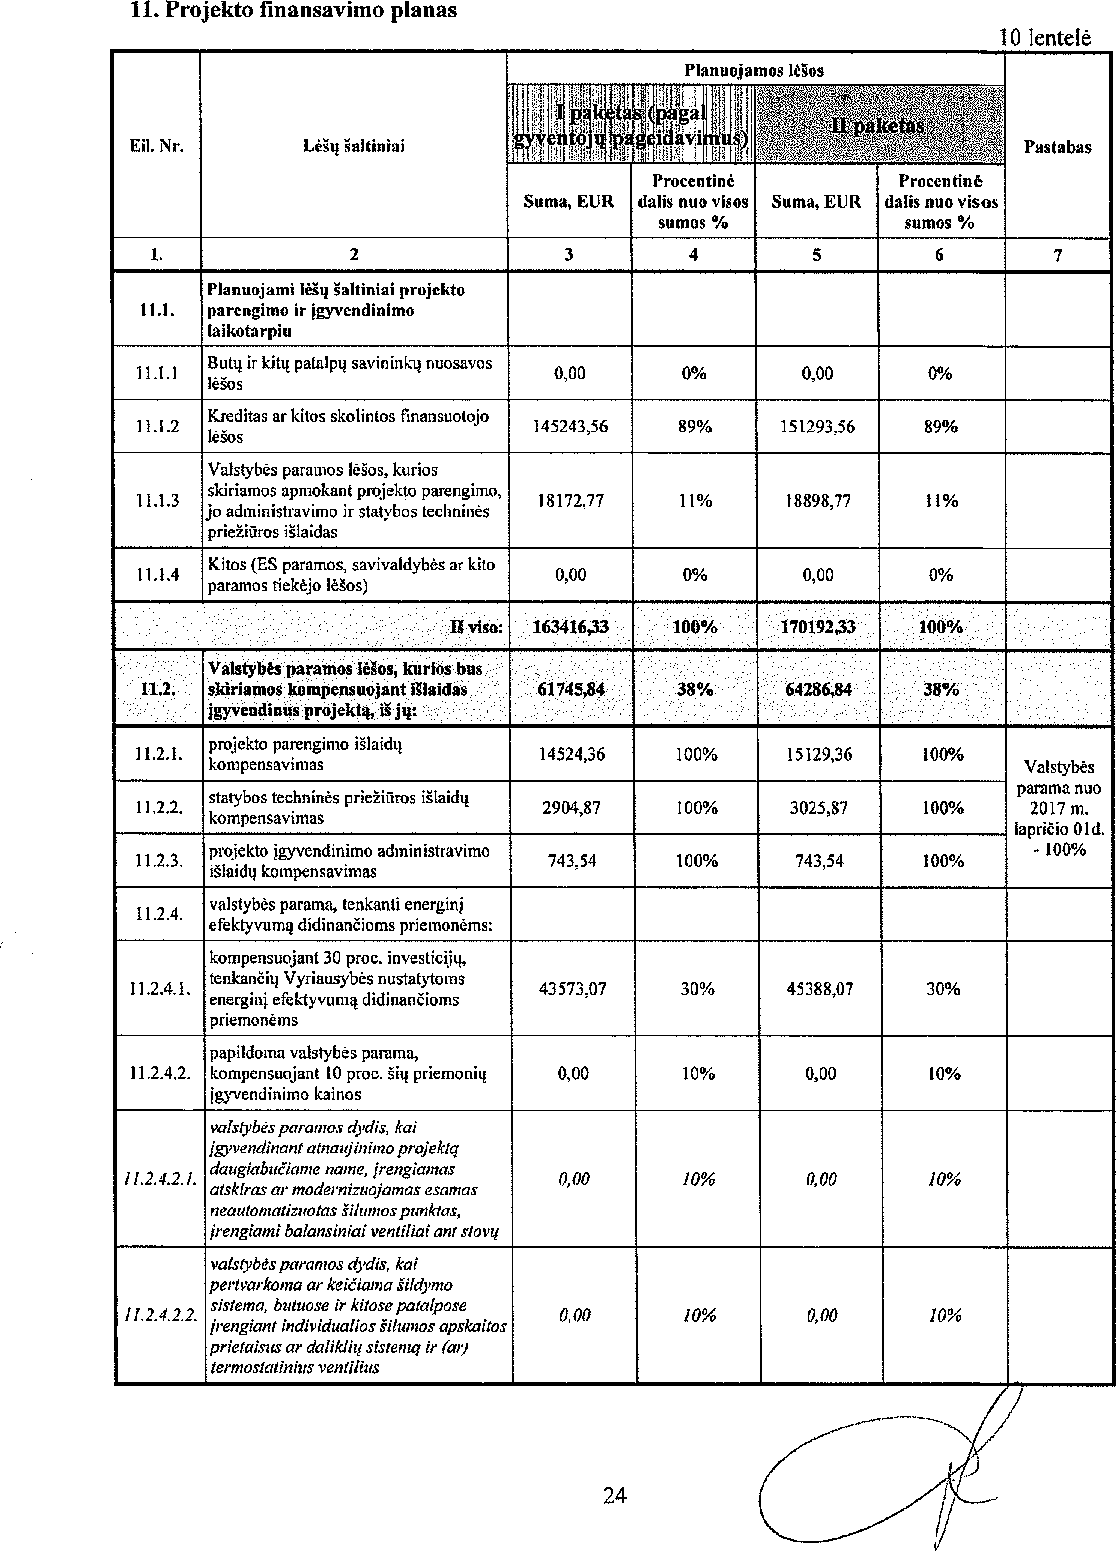 11. Projekto finansavimo planas
10 lentelė
Eil. Nr.
Lėšų šaltiniai
Planuojamos lėšos
Pastabas
I paketas (pagal
gyventojų pageidavimus)
II paketas
Suma, EUR
Procentinė
dalis nuo visos
sumos %
Suma, EUR
Procentinė
dalis nuo visos
sumos %
1. 2 3 4 5 6 7
11.1.
Planuojami lėšų šaltiniai projekto
parengimo ir įgyvendinimo
laikotarpiu
11.1.1
Butų ir kitų patalpų savininkų nuosavos
lėšos
0,00 0% 0,00 0%
11.1.2
Kreditas ar kitos skolintos finansuotojo
lėšos
145243,56 89% 151293,56 89%
11.1.3
Valstybės paramos lėšos, kurios
skiriamos apmokant projekto parengimo,
jo administravimo ir statybos techninės
priežiūros išlaidas
18172,77 11% 18898,77 11%
11.1.4
Kitos (ES paramos, savivaldybės ar kito
paramos tiekėjo lėšos)
0,00 0% 0,00 0%
Iš viso: 163416,33 100% 170192,33 100%
11.2.
Valstybės paramos lėšos, kurios bus
skiriamos kompensuojant išlaidas
įgyvendinus projektą, iš jų:
61745,84 38% 64286,84 38%
11.2.1.
projekto parengimo išlaidų
kompensavimas
14524,36 100% 15129,36 100%
Valstybės
parama nuo
2017 m.
lapričio 01d.
- 100%
11.2.2.
statybos techninės priežiūros išlaidų
kompensavimas
2904,87 100% 3025,87 100%
11.2.3.
projekto įgyvendinimo administravimo
išlaidų kompensavimas
743,54 100% 743,54 100%
11.2.4.
valstybės parama, tenkanti energinį
efektyvumą didinančioms priemonėms:
11.2.4.1.
kompensuojant 30 proc. investicijų,
tenkančių Vyriausybės nustatytoms
energinį efektyvumą didinančioms
priemonėms
43573,07 30% 45388,07 30%
11.2.4.2.
papildoma valstybės parama,
kompensuojant 10 proc. šių priemonių
įgyvendinimo kainos
0,00 10% 0,00 10%
11.2.4.2.1.
valstybės paramos dydis, kai
įgyvendinant atnaujinimo projektą
daugiabučiame name, įrengiamas
atskiras ar modernizuojamas esamas
neautomatizuotas šilumos punktas,
įrengiami balansiniai ventiliai ant stovų
0,00 10% 0,00 10%
11.2.4.2.2.
valstybės paramos dydis, kai
pertvarkoma ar keičiama šildymo
sistema, butuose ir kitose patalpose
įrengiant individualios šilumos apskaitos
prietaisus ar daliklių sistemą ir (ar)
termostatinius ventilius
0,00 10% 0,00 10%
24